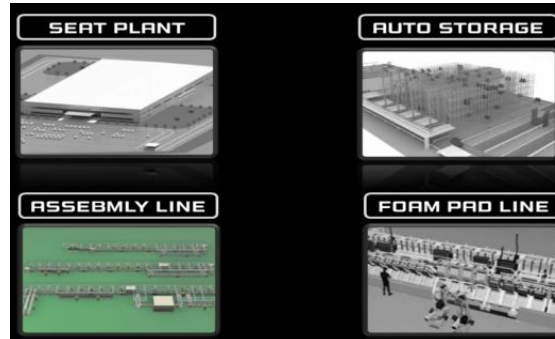 SEAT PLANT
AUTO STORAGE
ASSEBMLY LINE
FOAM PAD LINE